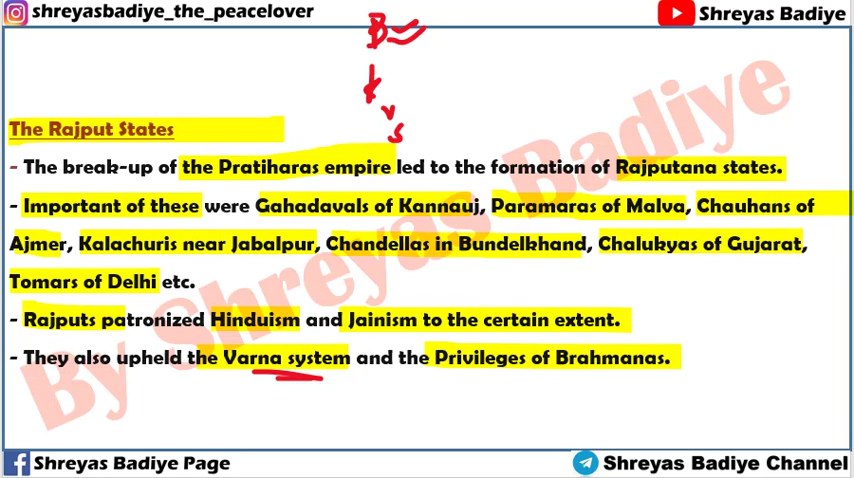 shreyasbadiye_the_peacelover
Shreyas Badiye
B
K
V
S
The Rajput States
- The break-up of the Pratiharas empire led to the formation of Rajputana states.
- Important of these were Gahadavals of Kannauj, Paramaras of Malva, Chauhans of
Ajmer, Kalachuris near Jabalpur, Chandellas in Bundelkhand, Chalukyas of Gujarat,
Tomars of Delhi etc.
- Rajputs patronized Hinduism and Jainism to the certain extent.
- They also upheld the Varna system and the Privileges of Brahmanas.
By Shreyas Badiye
Shreyas Badiye Page
Shreyas Badiye Channel